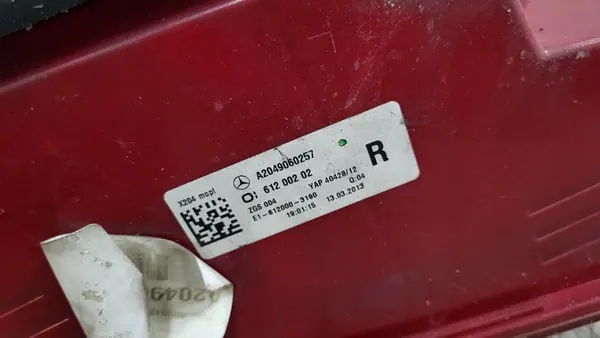 X204 mopf
A2049060257
612 002 02
R
ZGS 004 YAP 40428/12
E1-612000-3190 Q:04
19:01:15 13.03.2013
A2049